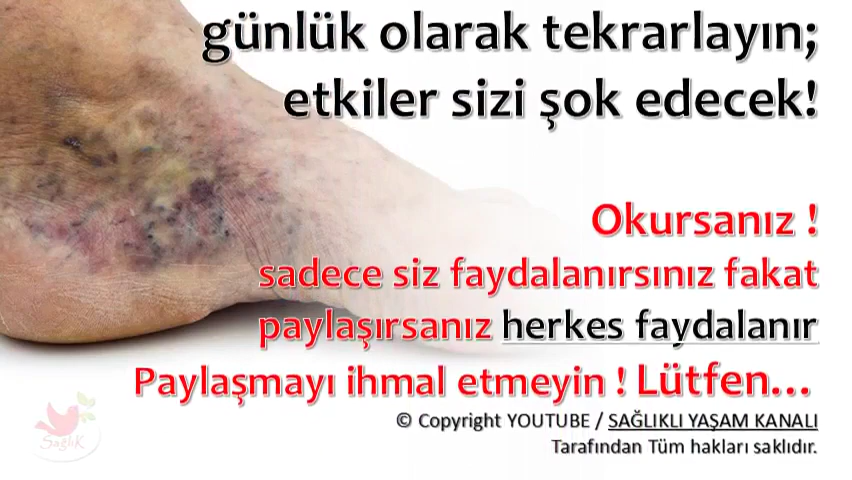 günlük olarak tekrarlayın;
etkiler sizi şok edecek!
Okursanız !
sadece siz faydalanırsınız fakat
paylaşırsanız herkes faydalanır
Paylaşmayı ihmal etmeyin ! Lütfen...
© Copyright YOUTUBE / SAĞLIKLI YAŞAM KANALI
Tarafından Tüm hakları saklıdır.
Sağlık